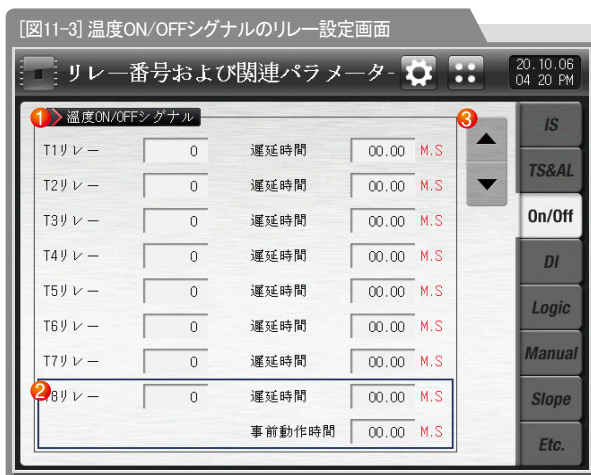 [図11-3] 温度ON/OFFシグナルのリレー設定画面
リレー番号および関連パラメーター
20.10.06
04 20 PM
1 温度ON/OFFシグナル
3
T1リレー 0 遅延時間 00.00 M.S
T2リレー 0 遅延時間 00.00 M.S
T3リレー 0 遅延時間 00.00 M.S
T4リレー 0 遅延時間 00.00 M.S
T5リレー 0 遅延時間 00.00 M.S
T6リレー 0 遅延時間 00.00 M.S
T7リレー 0 遅延時間 00.00 M.S
2
T8リレー 0 遅延時間 00.00 M.S
事前動作時間 00.00 M.S
IS
TS&AL
On/Off
DI
Logic
Manual
Slope
Etc.